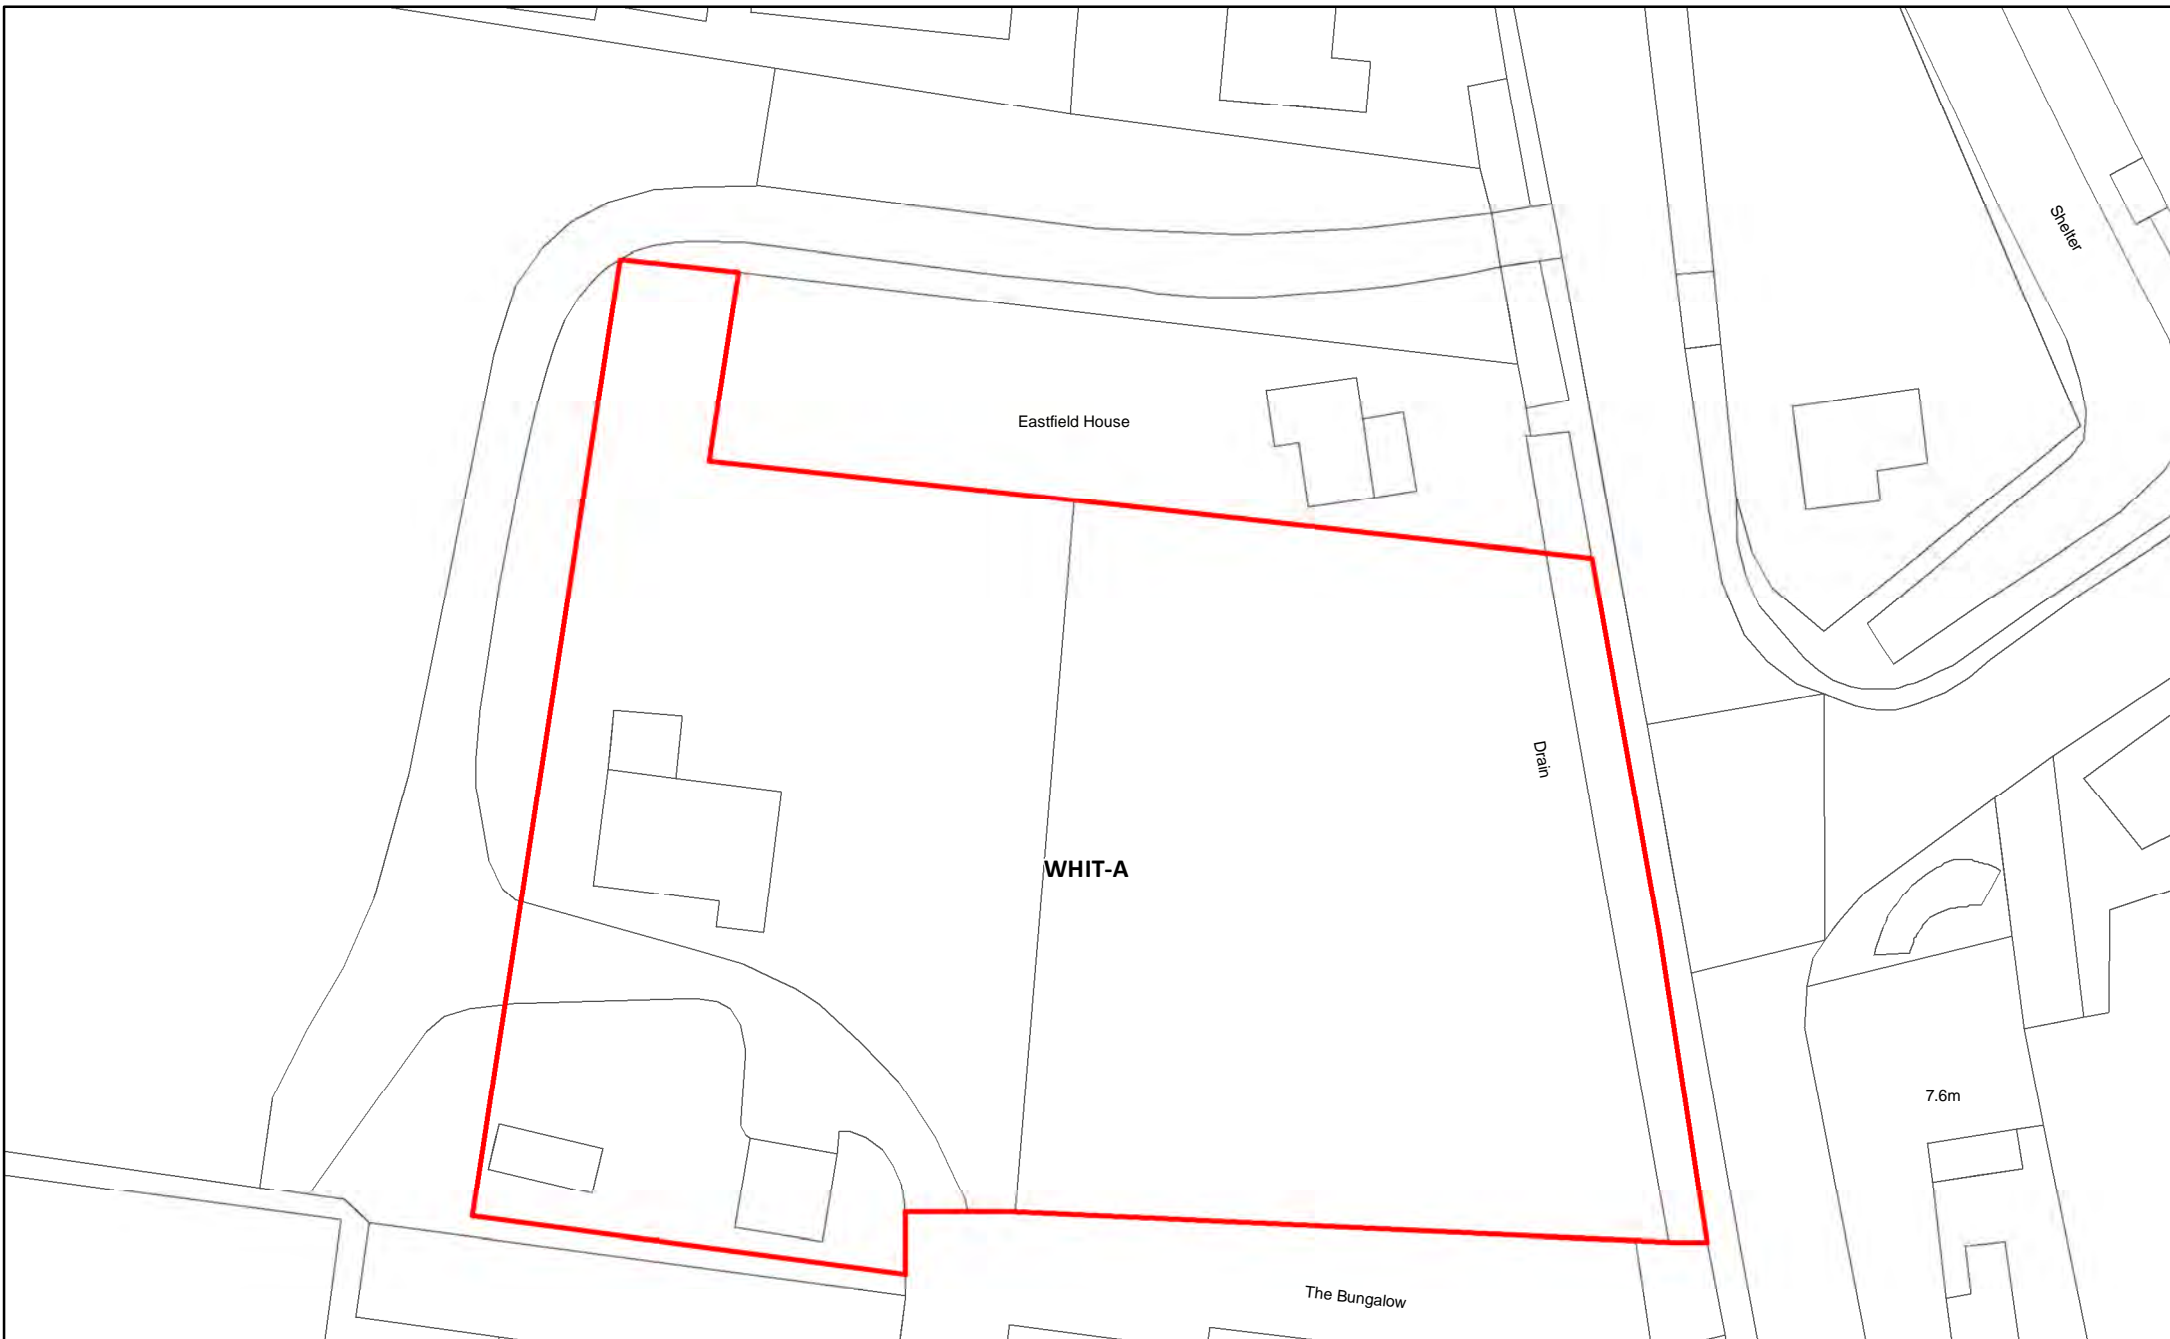 Shelter
Eastfield House
Drain
WHIT-A
7.6m
The Bungalow